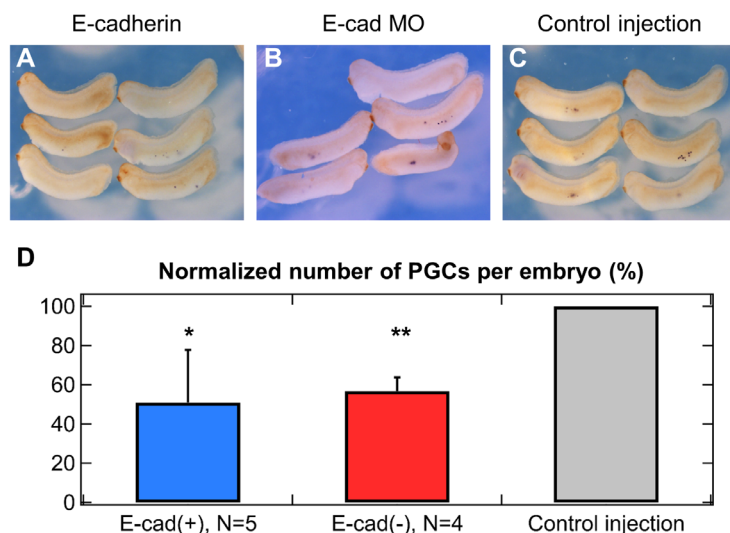 E-cadherin E-cad MO Control injection
A B C
D
Normalized number of PGCs per embryo (%)
100
80
60
40
20
0
* **
E-cad(+), N=5 E-cad(-), N=4 Control injection